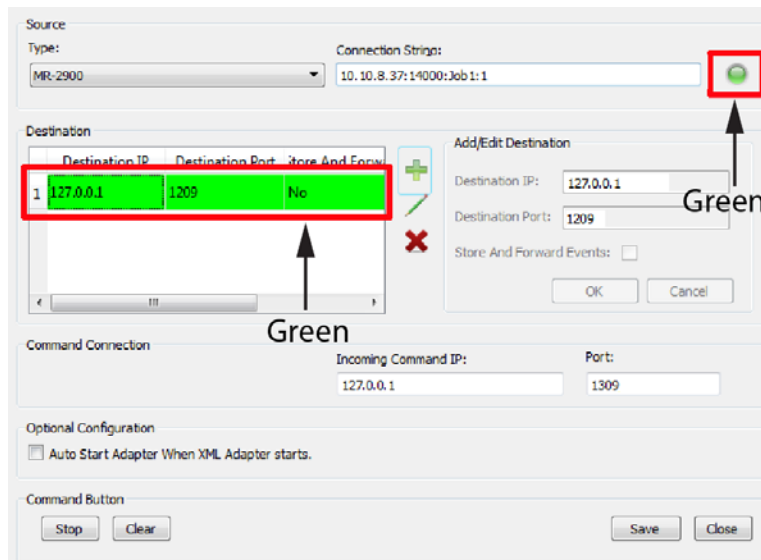 Source
Type:
Connection String:
MR-2900
10.10.8.37:14000:Job1:1
Destination
Add/Edit Destination
Destination IP Destination Port Store And Forw
1 127.0.0.1 1209 No
Destination IP: 127.0.0.1
Destination Port: 1209
Store And Forward Events:
OK Cancel
Green
Green
Command Connection
Incoming Command IP:
Port:
127.0.0.1
1309
Optional Configuration
Auto Start Adapter When XML Adapter starts.
Command Button
Stop Clear Save Close